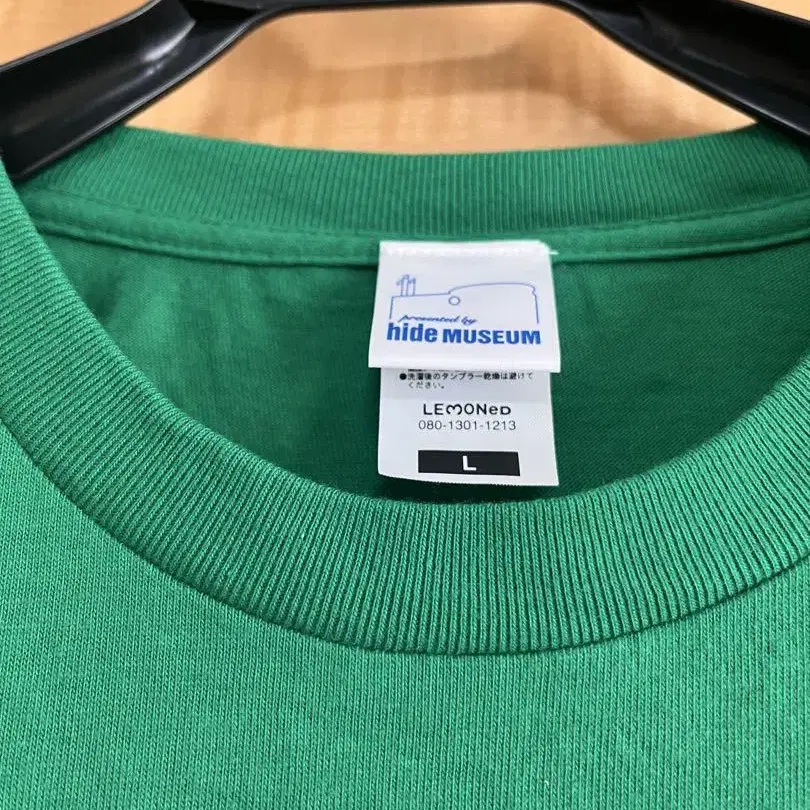 presented by
hide MUSEUM
●洗濯後のタンブラー乾燥は避けて
ください。
LEMONeD
080-1301-1213
L